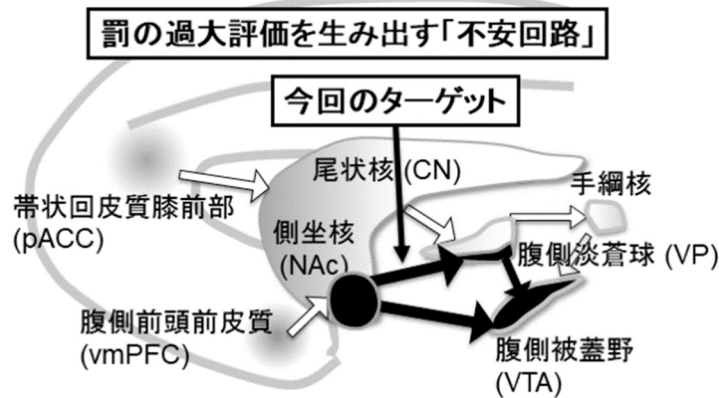 罰の過大評価を生み出す「不安回路」
今回のターゲット
尾状核 (CN)
手綱核
帯状回皮質膝前部
(pACC)
側坐核
(NAc)
腹側淡蒼球 (VP)
腹側前頭前皮質
(vmPFC)
腹側被蓋野
(VTA)